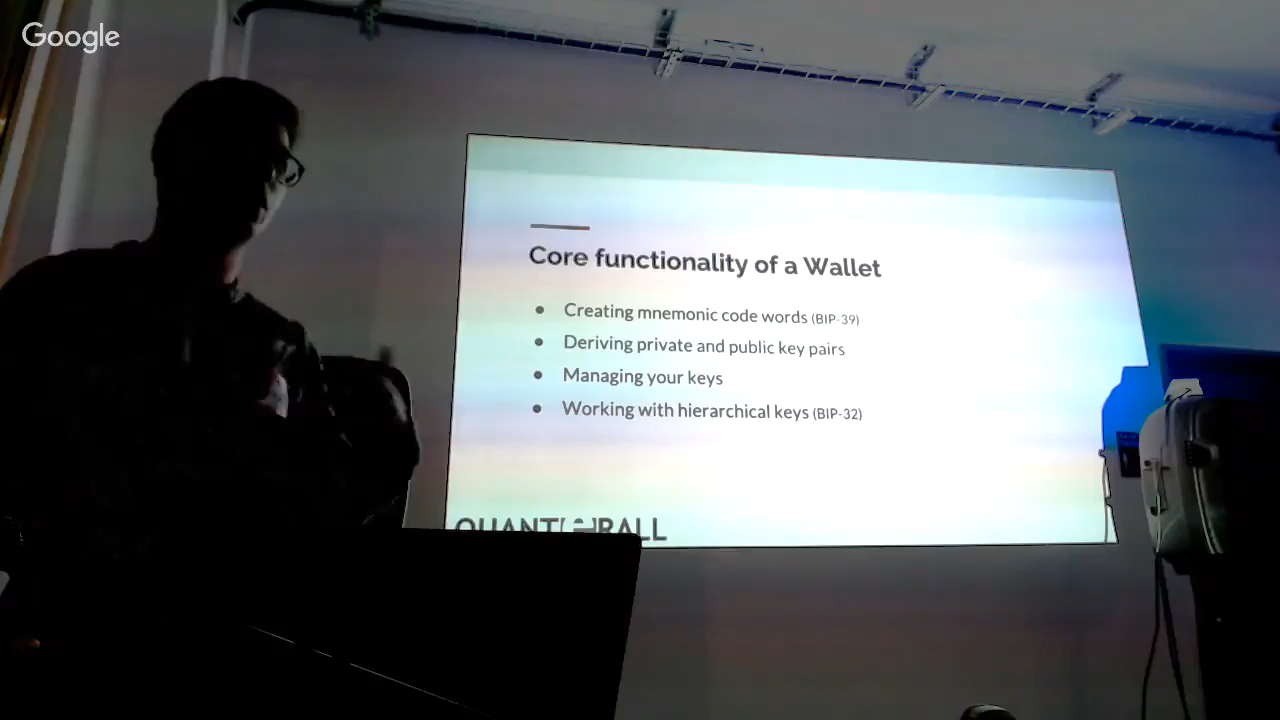 Google
Core functionality of a Wallet
Creating mnemonic code words (BIP-39)
Deriving private and public key pairs
Managing your keys
Working with hierarchical keys (BIP-32)